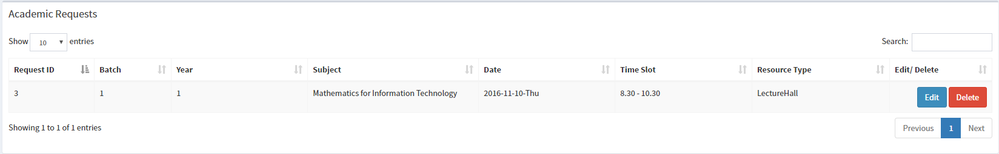 Academic Requests
Show 10 entries Search:
Request ID Batch Year Subject Date Time Slot Resource Type Edit/ Delete
3 1 1 Mathematics for Information Technology 2016-11-10-Thu 8.30 - 10.30 LectureHall Edit Delete
Showing 1 to 1 of 1 entries Previous 1 Next